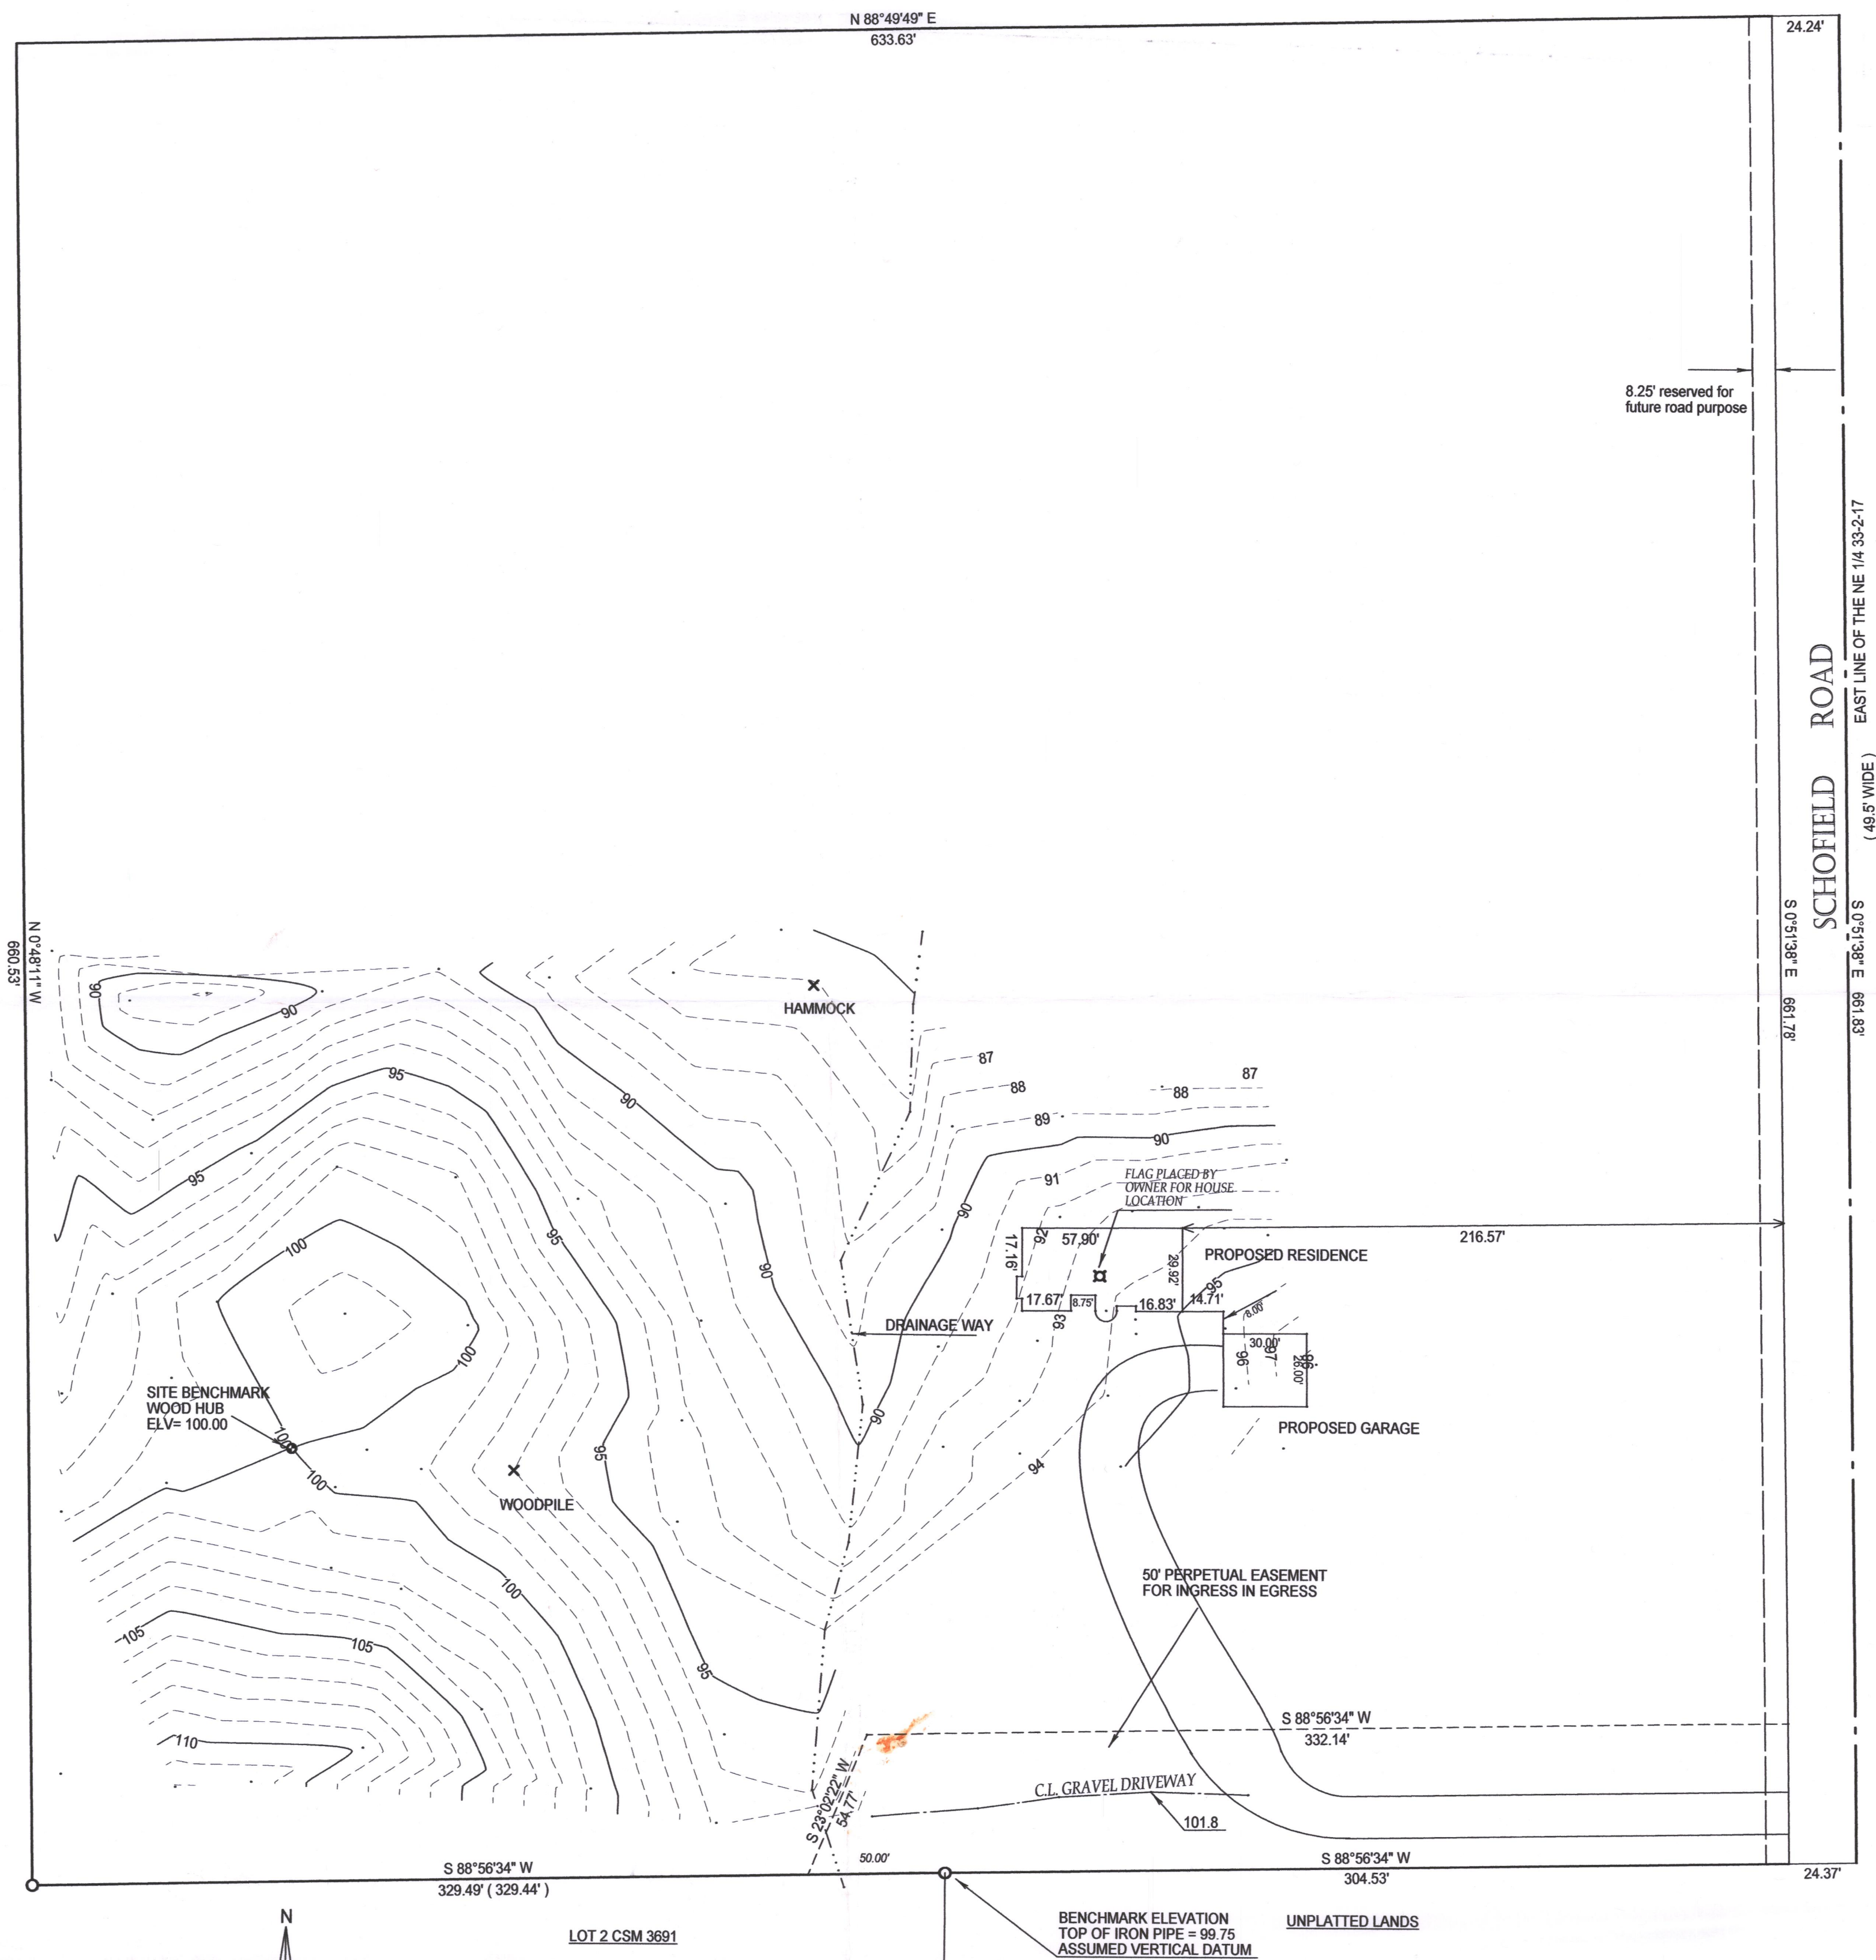 N 88°49'49" E
633.63'
24.24'
8.25' reserved for
future road purpose
EAST LINE OF THE NE 1/4 33-2-17
SCHOFIELD ROAD
( 49.5' WIDE )
S 0°51'38" E 661.78'
S 0°51'38" E 661.83'
N 0°48'11" W
660.53'
HAMMOCK
90
90
87
87
88
88
89
90
95
90
91
95
FLAG PLACED BY
OWNER FOR HOUSE
LOCATION
90
92
57.90'
216.57'
17.16'
100
95
90
29.92'
PROPOSED RESIDENCE
95
17.67'
8.75'
16.83'
14.71'
8.00'
93
DRAINAGE WAY
30.00'
100
96
97
98
26.00'
SITE BENCHMARK
WOOD HUB
ELV= 100.00
90
PROPOSED GARAGE
100
95
94
100
WOODPILE
50' PERPETUAL EASEMENT
FOR INGRESS IN EGRESS
100
105
105
95
S 88°56'34" W
332.14'
110
S 23°02'22" W
54.77'
C.L. GRAVEL DRIVEWAY
101.8
50.00'
S 88°56'34" W
329.49' ( 329.44' )
S 88°56'34" W
304.53'
24.37'
N
LOT 2 CSM 3691
BENCHMARK ELEVATION
TOP OF IRON PIPE = 99.75
ASSUMED VERTICAL DATUM
UNPLATTED LANDS